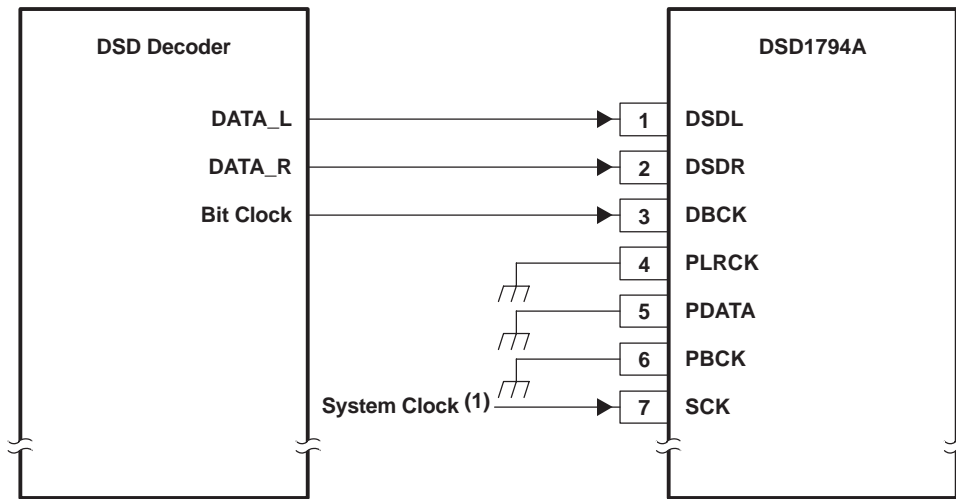 DSD Decoder
DSD1794A
DATA_L
1
DSDL
DATA_R
2
DSDR
Bit Clock
3
DBCK
4
PLRCK
5
PDATA
6
PBCK
System Clock (1)
7
SCK